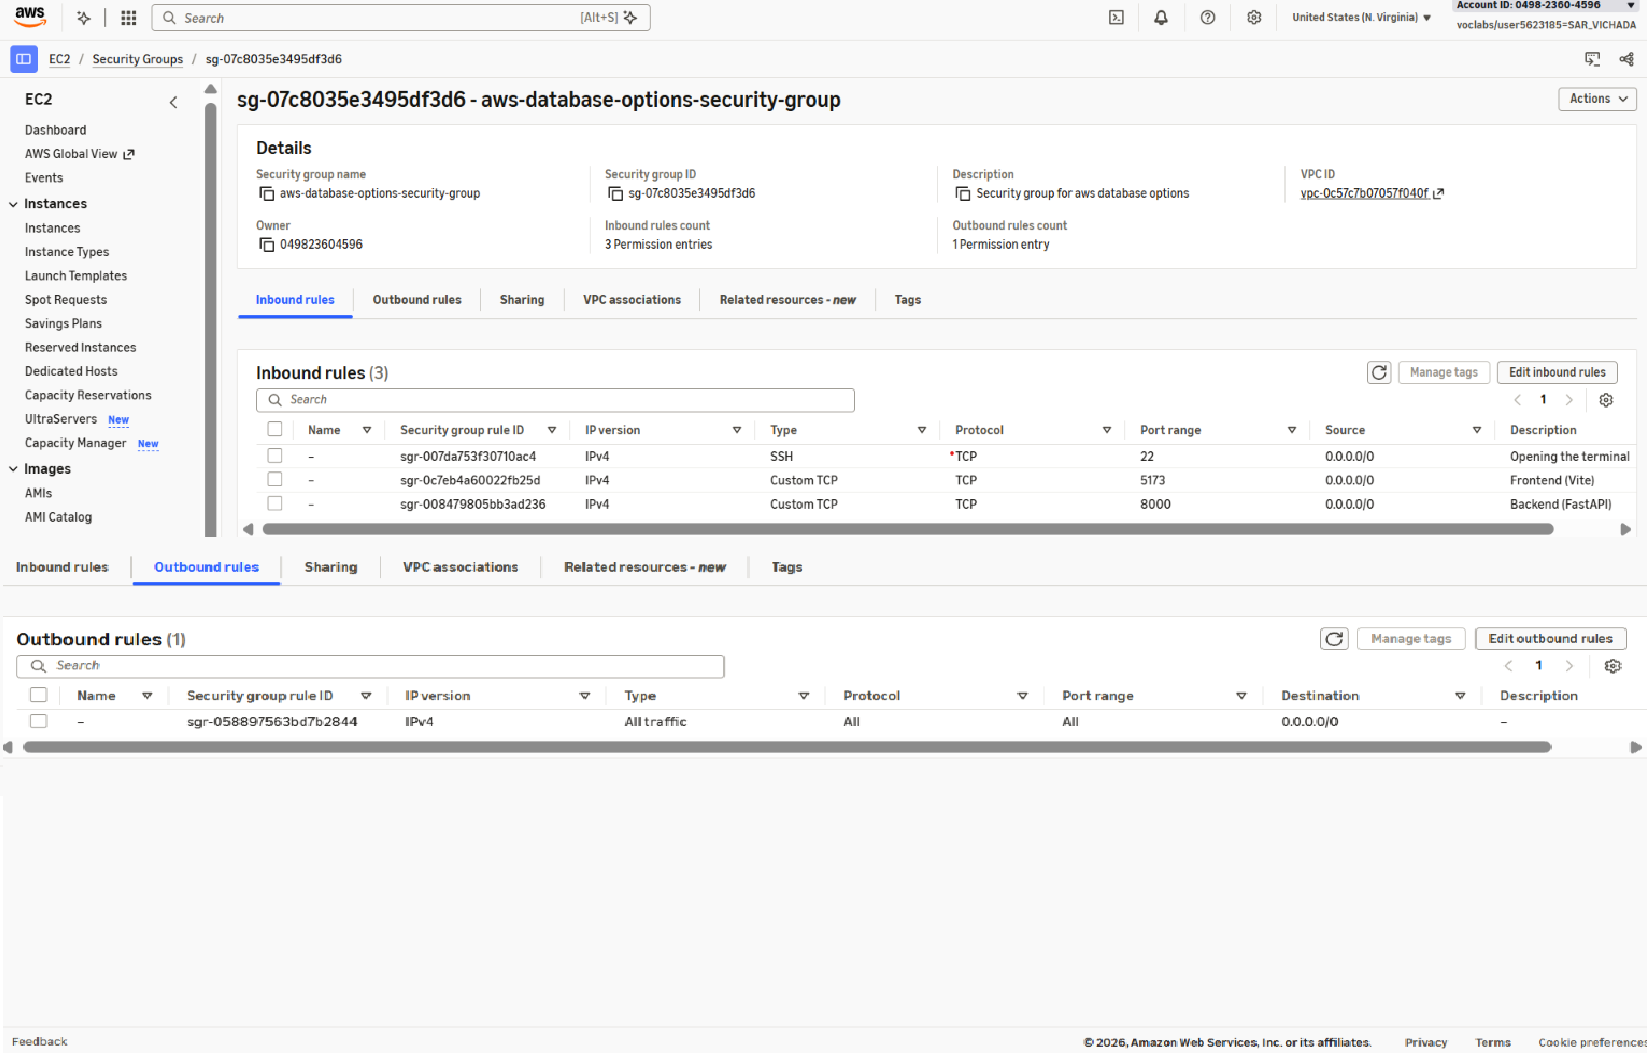 aws
Search [Alt+S]
United States (N. Virginia)
Account ID: 0498-2360-4596
voclabs/user5623185=SAR_VICHADA
EC2 / Security Groups / sg-07c8035e3495df3d6
EC2
Dashboard
AWS Global View
Events
Instances
Instances
Instance Types
Launch Templates
Spot Requests
Savings Plans
Reserved Instances
Dedicated Hosts
Capacity Reservations
UltraServers New
Capacity Manager New
Images
AMIs
AMI Catalog
sg-07c8035e3495df3d6 - aws-database-options-security-group
Actions
Details
Security group name
aws-database-options-security-group
Security group ID
sg-07c8035e3495df3d6
Description
Security group for aws database options
VPC ID
vpc-0c57c7b07057f040f
Owner
049823604596
Inbound rules count
3 Permission entries
Outbound rules count
1 Permission entry
Inbound rules Outbound rules Sharing VPC associations Related resources - new Tags
Inbound rules (3)
Manage tags Edit inbound rules
Search
1
Name Security group rule ID IP version Type Protocol Port range Source Description
- sgr-007da753f30710ac4 IPv4 SSH TCP 22 0.0.0.0/0 Opening the terminal
- sgr-0c7eb4a60022fb25d IPv4 Custom TCP TCP 5173 0.0.0.0/0 Frontend (Vite)
- sgr-008479805bb3ad236 IPv4 Custom TCP TCP 8000 0.0.0.0/0 Backend (FastAPI)
Inbound rules Outbound rules Sharing VPC associations Related resources - new Tags
Outbound rules (1)
Manage tags Edit outbound rules
Search
1
Name Security group rule ID IP version Type Protocol Port range Destination Description
- sgr-058897563bd7b2844 IPv4 All traffic All All 0.0.0.0/0 -
Feedback
© 2026, Amazon Web Services, Inc. or its affiliates. Privacy Terms Cookie preferences